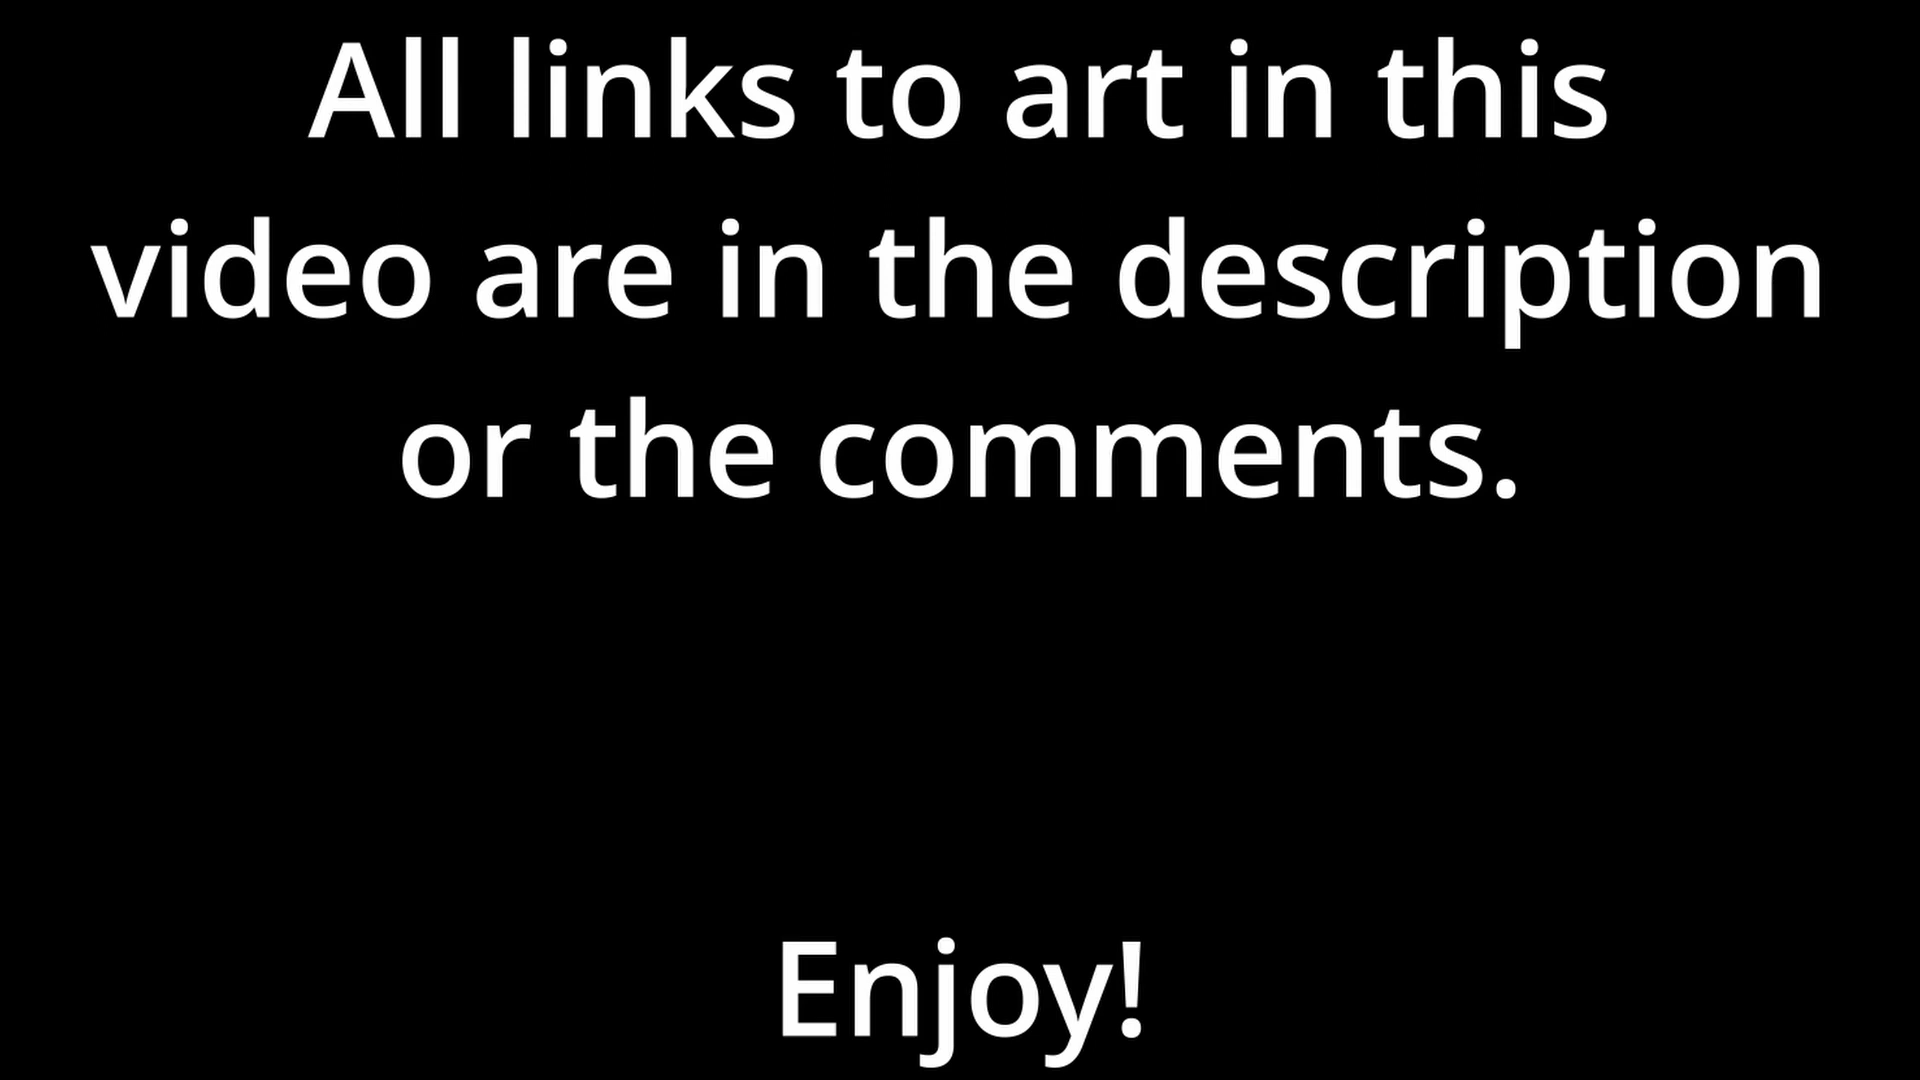 All links to art in this
video are in the description
or the comments.
Enjoy!